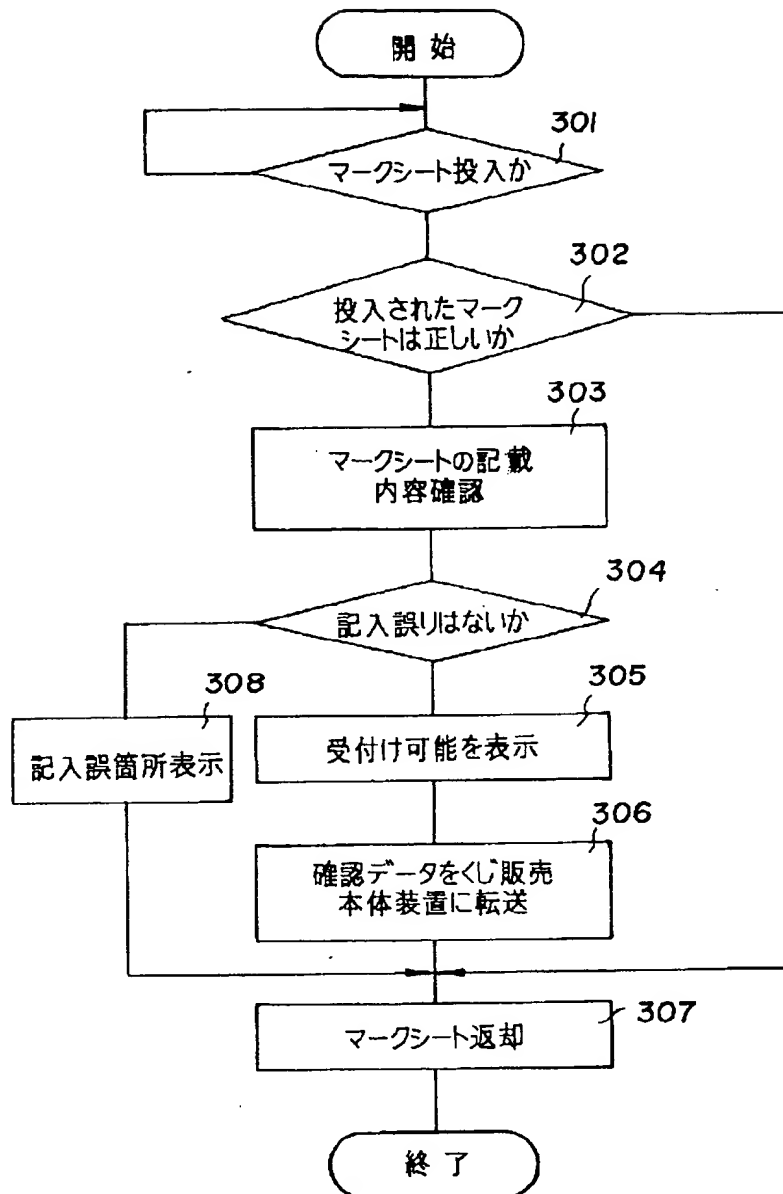 開始
301
マークシート投入か
302
投入されたマーク
シートは正しいか
303
マークシートの記載
内容確認
304
記入誤りはないか
308
記入誤箇所表示
305
受付け可能を表示
306
確認データをくじ販売
本体装置に転送
307
マークシート返却
終了